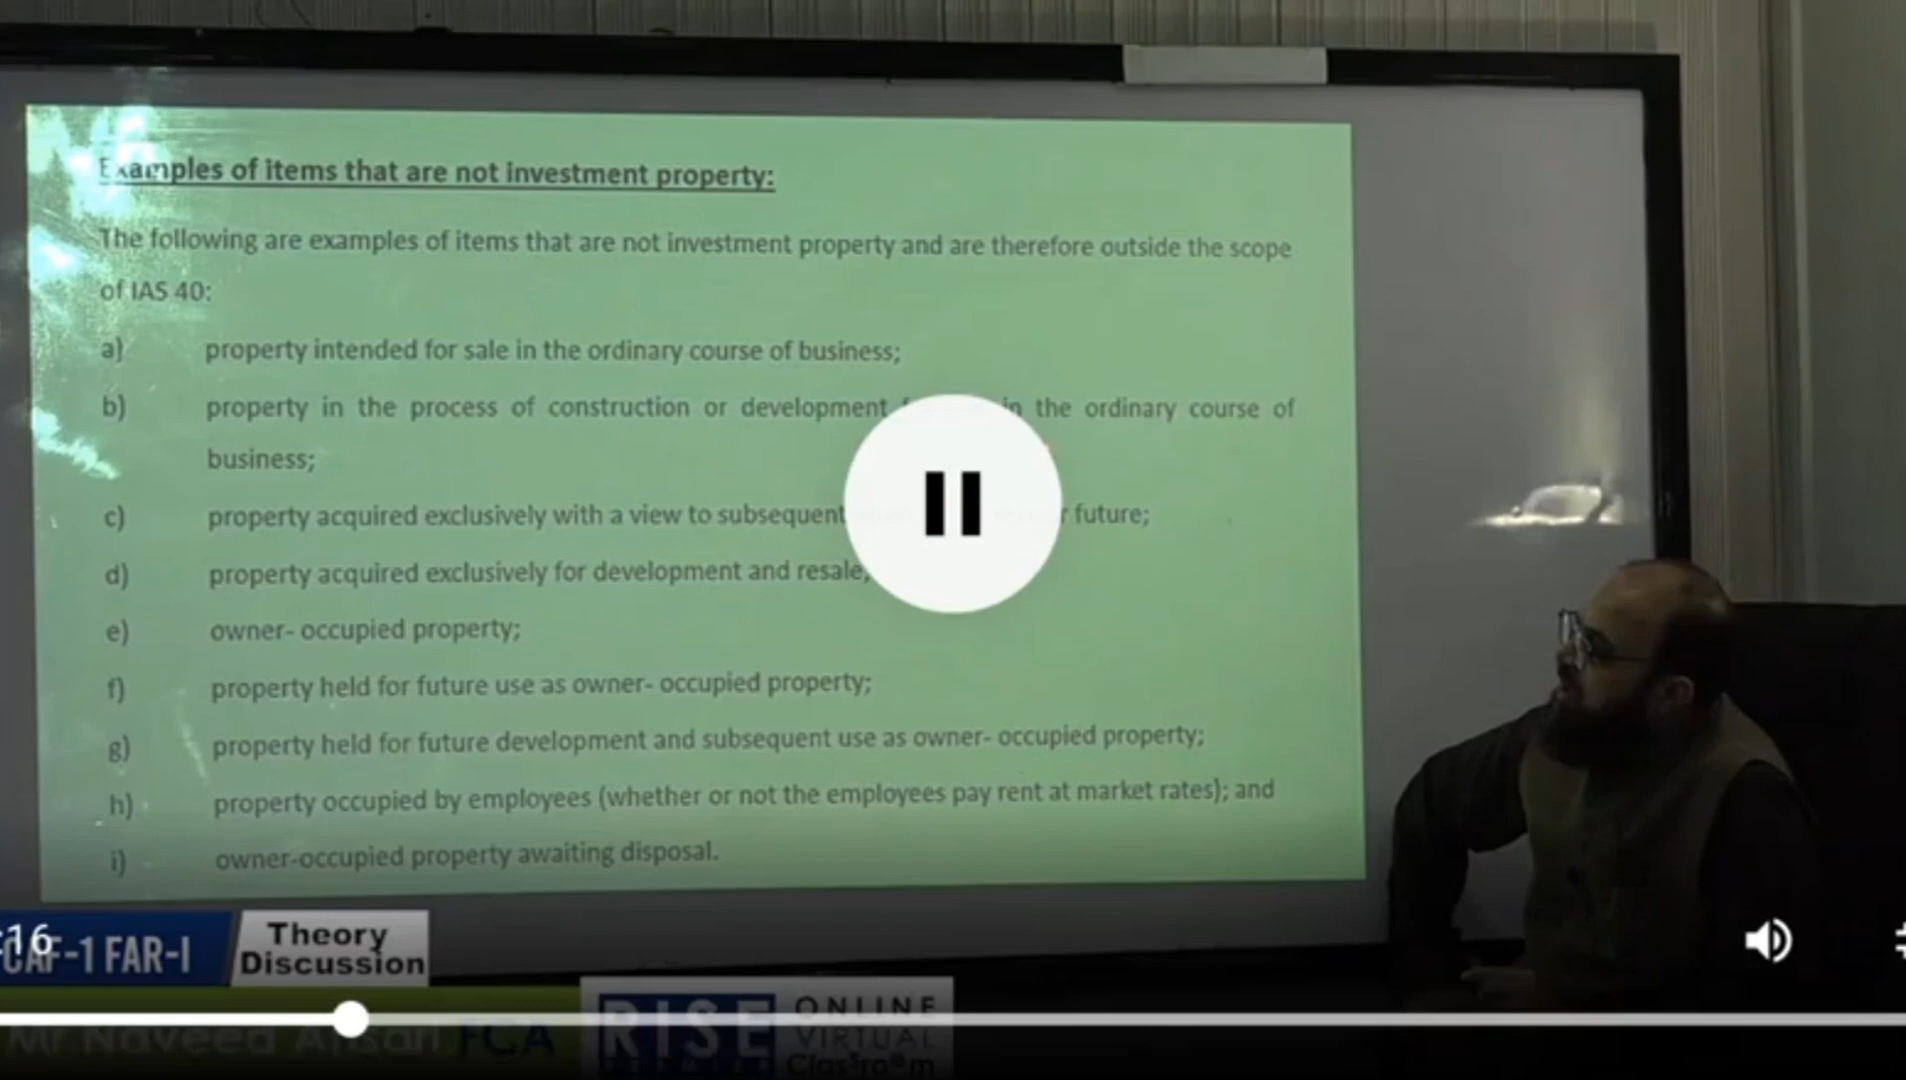 Examples of items that are not investment property:
The following are examples of items that are not investment property and are therefore outside the scope
of IAS 40:
a) property intended for sale in the ordinary course of business;
b) property in the process of construction or development in the ordinary course of
business;
c) property acquired exclusively with a view to subsequent future;
d) property acquired exclusively for development and resale;
e) owner- occupied property;
f) property held for future use as owner- occupied property;
g) property held for future development and subsequent use as owner- occupied property;
h) property occupied by employees (whether or not the employees pay rent at market rates); and
i) owner-occupied property awaiting disposal.
:16
CAF-1 FAR-I
Theory
Discussion
Mr Naveed Ansari FCA
RISE
ONLINE
VIRTUAL
Classroom